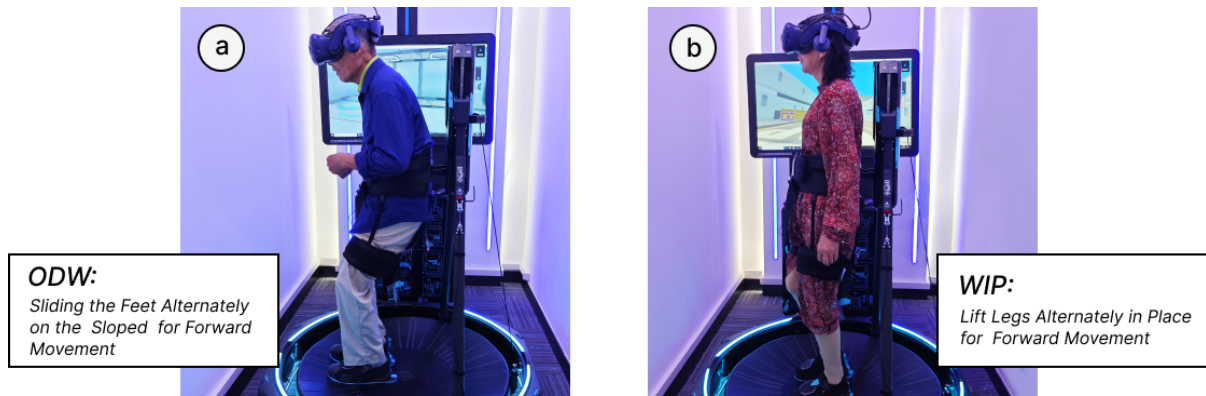 a
b
ODW:
Sliding the Feet Alternately
on the Sloped for Forward
Movement
WIP:
Lift Legs Alternately in Place
for Forward Movement